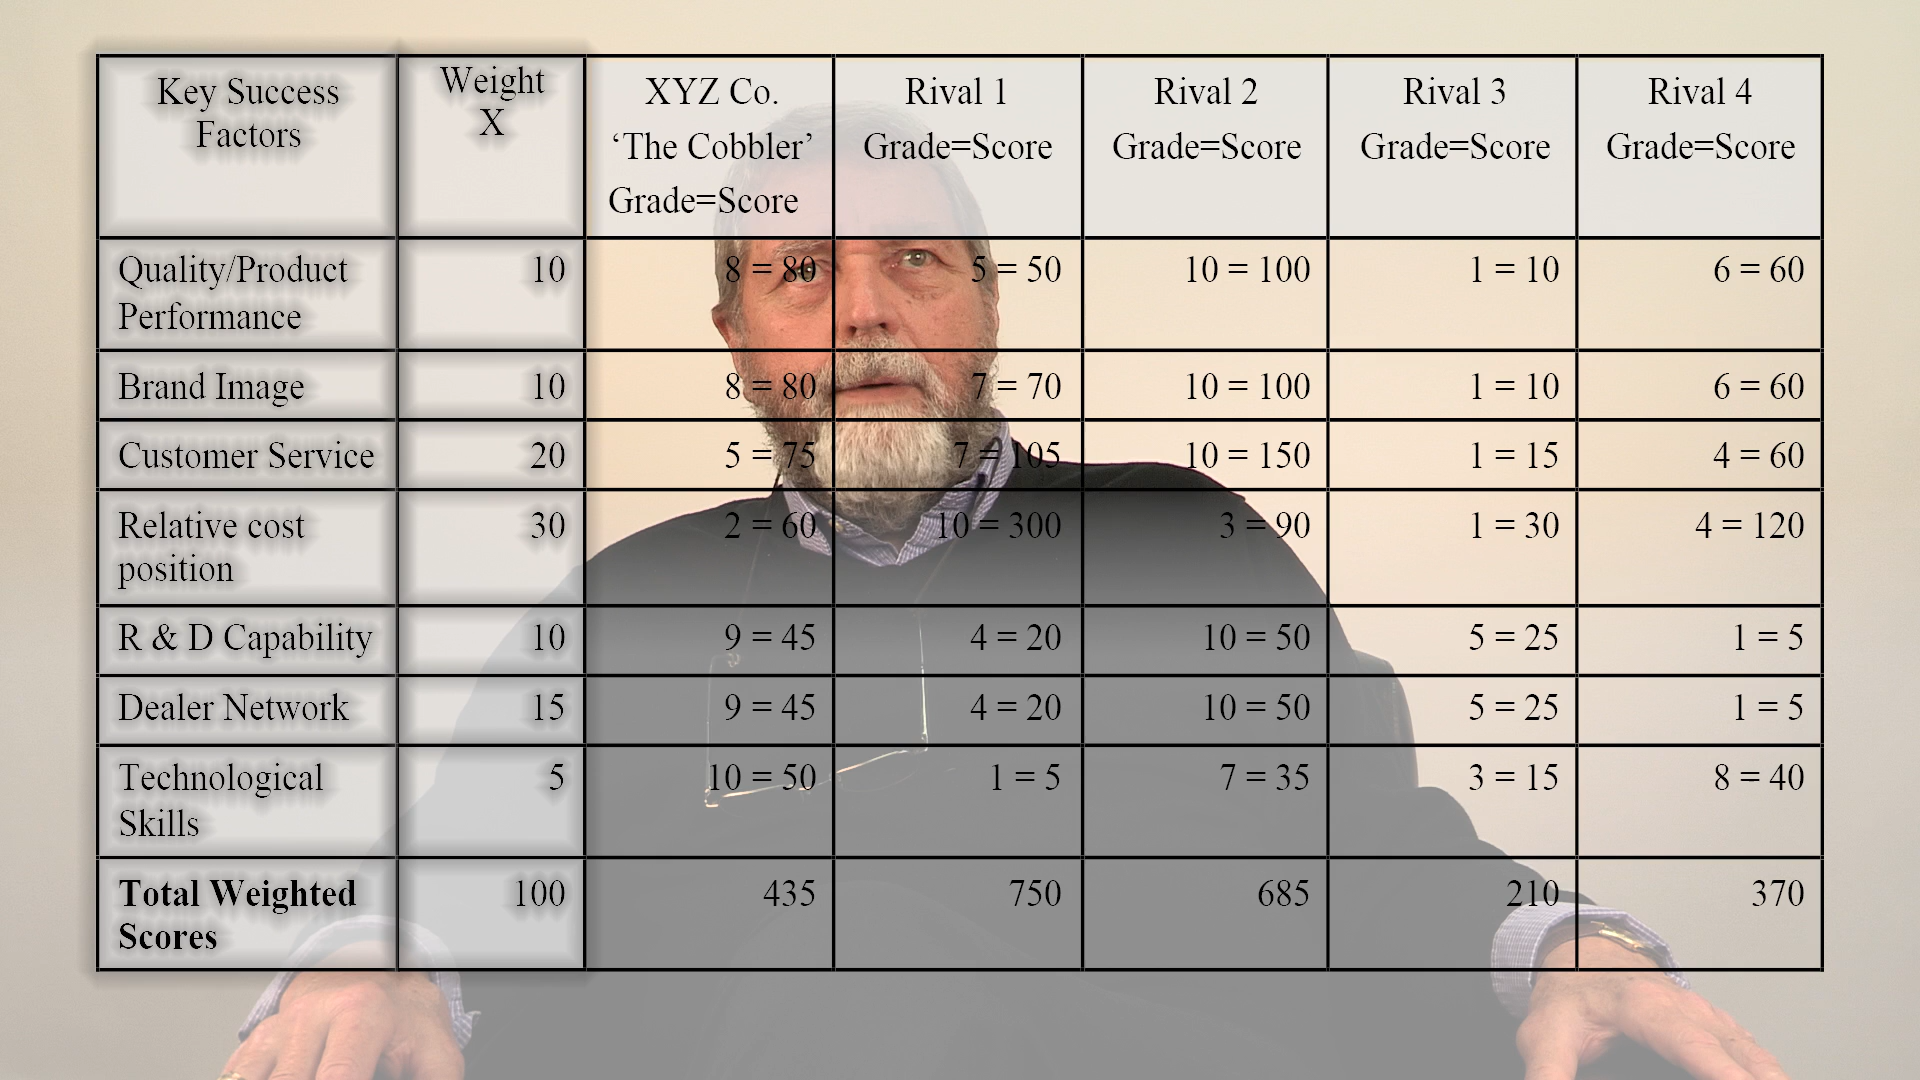 Key Success Factors | Weight X | XYZ Co. ‘The Cobbler’ Grade=Score | Rival 1 Grade=Score | Rival 2 Grade=Score | Rival 3 Grade=Score | Rival 4 Grade=Score
Quality/Product Performance | 10 | 8 = 80 | 5 = 50 | 10 = 100 | 1 = 10 | 6 = 60
Brand Image | 10 | 8 = 80 | 7 = 70 | 10 = 100 | 1 = 10 | 6 = 60
Customer Service | 20 | 5 = 75 | 7 = 105 | 10 = 150 | 1 = 15 | 4 = 60
Relative cost position | 30 | 2 = 60 | 10 = 300 | 3 = 90 | 1 = 30 | 4 = 120
R & D Capability | 10 | 9 = 45 | 4 = 20 | 10 = 50 | 5 = 25 | 1 = 5
Dealer Network | 15 | 9 = 45 | 4 = 20 | 10 = 50 | 5 = 25 | 1 = 5
Technological Skills | 5 | 10 = 50 | 1 = 5 | 7 = 35 | 3 = 15 | 8 = 40
Total Weighted Scores | 100 | 435 | 750 | 685 | 210 | 370